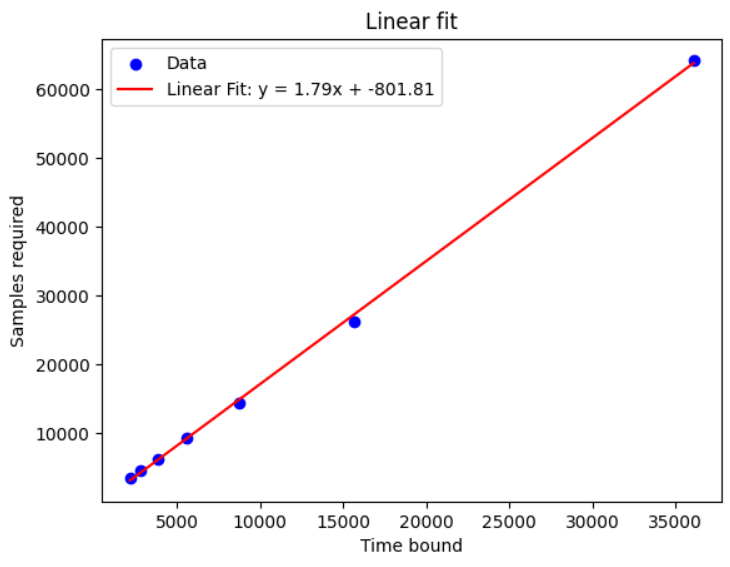 Linear fit
Data
Linear Fit: y = 1.79x + -801.81
Samples required
60000
50000
40000
30000
20000
10000
5000 10000 15000 20000 25000 30000 35000
Time bound